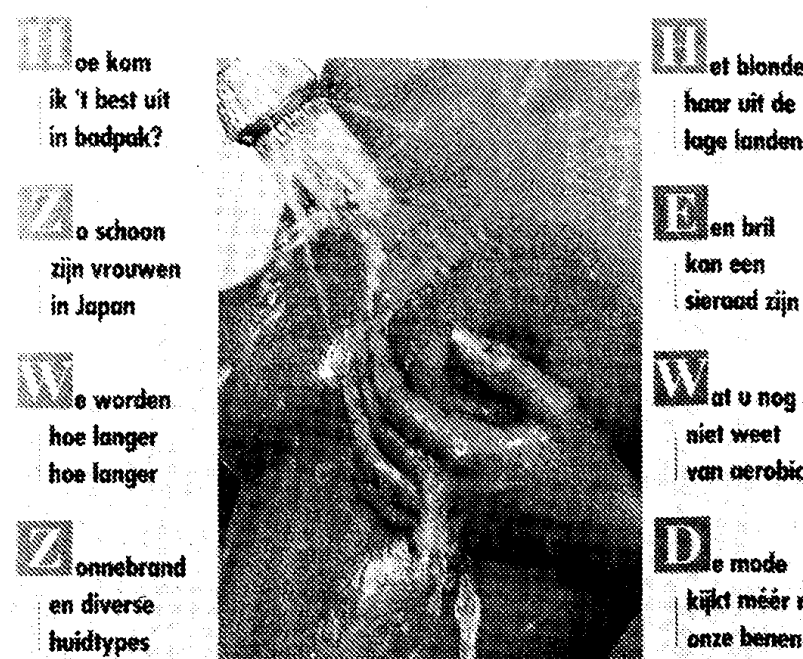 Hoe kom
ik 't best uit
in badpak?
Zo schoon
zijn vrouwen
in Japan
We worden
hoe langer
hoe langer
Zonnebrand
en diverse
huidtypes
Het blonde
haar uit de
lage landen
Een bril
kan een
sieraad zijn
Wat u nog
niet weet
van aerobic
De mode
kijkt méér
onze benen